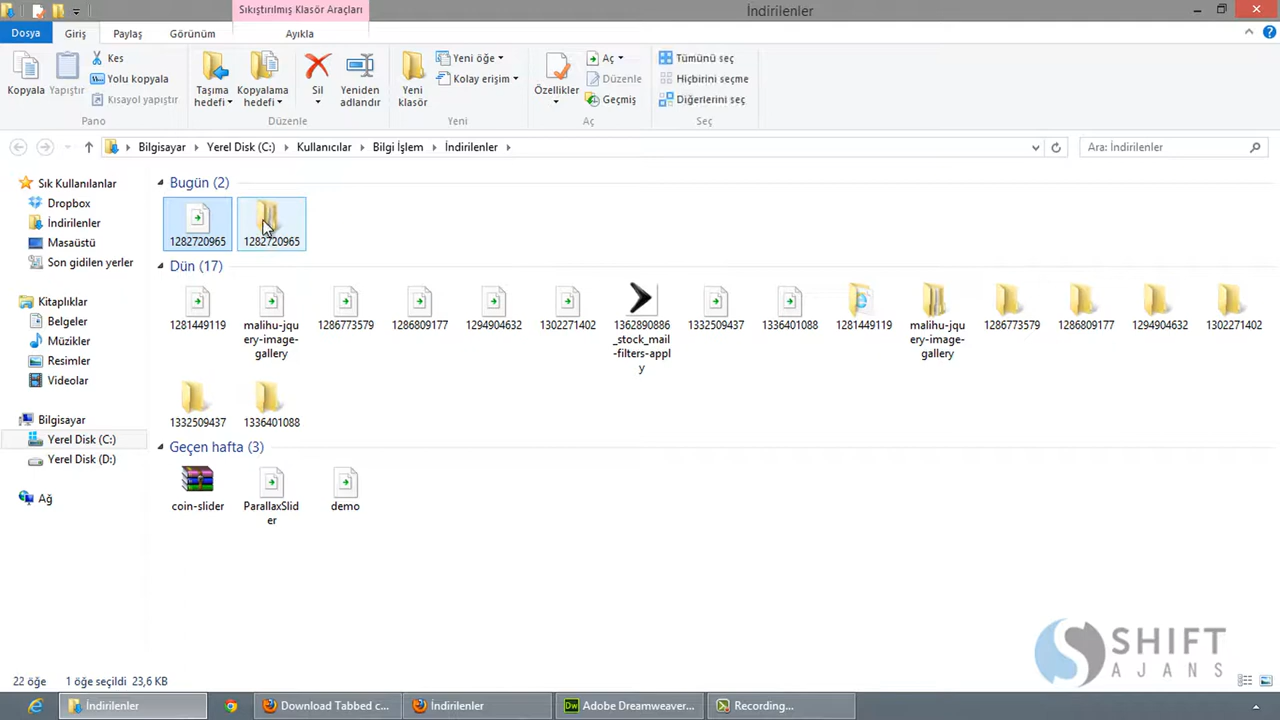 Sıkıştırılmış Klasör Araçları
İndirilenler
Dosya
Giriş
Paylaş
Görünüm
Ayıkla
Kopyala
Yapıştır
Kes
Yolu kopyala
Kısayol yapıştır
Pano
Taşıma hedefi
Kopyalama hedefi
Sil
Yeniden adlandır
Düzenle
Yeni klasör
Yeni öğe
Kolay erişim
Yeni
Özellikler
Aç
Düzenle
Geçmiş
Aç
Tümünü seç
Hiçbirini seçme
Diğerlerini seç
Seç
Bilgisayar
Yerel Disk (C:)
Kullanıcılar
Bilgi İşlem
İndirilenler
Ara: İndirilenler
Sık Kullanılanlar
Dropbox
İndirilenler
Masaüstü
Son gidilen yerler
Kitaplıklar
Belgeler
Müzikler
Resimler
Videolar
Bilgisayar
Yerel Disk (C:)
Yerel Disk (D:)
Ağ
Bugün (2)
1282720965
1282720965
Dün (17)
1281449119
malihu-jqu
ery-image-
gallery
1286773579
1286809177
1294904632
1302271402
1362890886
_stock_mail
-filters-appl
y
1332509437
1336401088
1281449119
malihu-jqu
ery-image-
gallery
1286773579
1286809177
1294904632
1302271402
1332509437
1336401088
Geçen hafta (3)
coin-slider
ParallaxSlid
er
demo
SHIFT
AJANS
22 öğe
1 öğe seçildi 23,6 KB
İndirilenler
Download Tabbed c...
İndirilenler
Dw
Adobe Dreamweaver...
Recording...